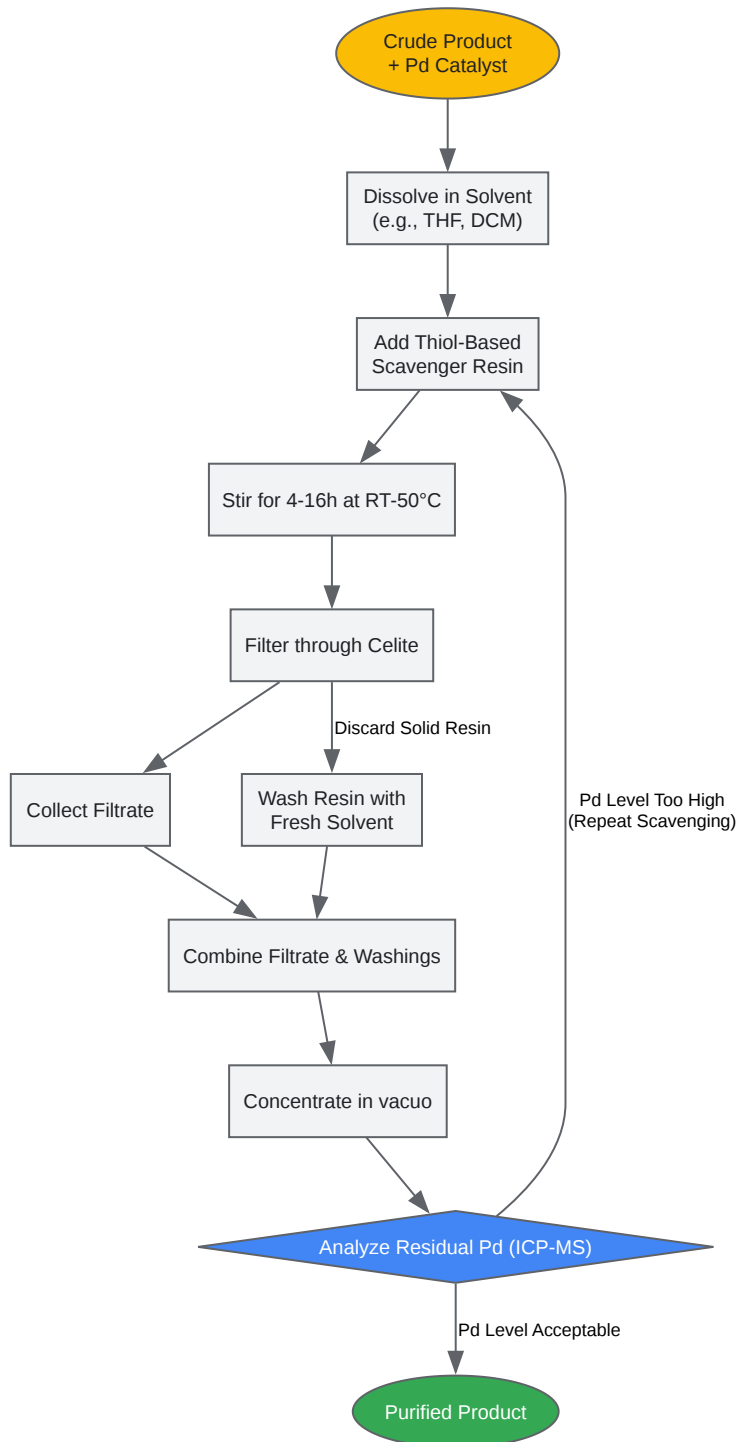 Crude Product
+ Pd Catalyst
Dissolve in Solvent
(e.g., THF, DCM)
Add Thiol-Based
Scavenger Resin
Stir for 4-16h at RT-50°C
Filter through Celite
Discard Solid Resin
Collect Filtrate
Wash Resin with
Fresh Solvent
Pd Level Too High
(Repeat Scavenging)
Combine Filtrate & Washings
Concentrate in vacuo
Analyze Residual Pd (ICP-MS)
Pd Level Acceptable
Purified Product